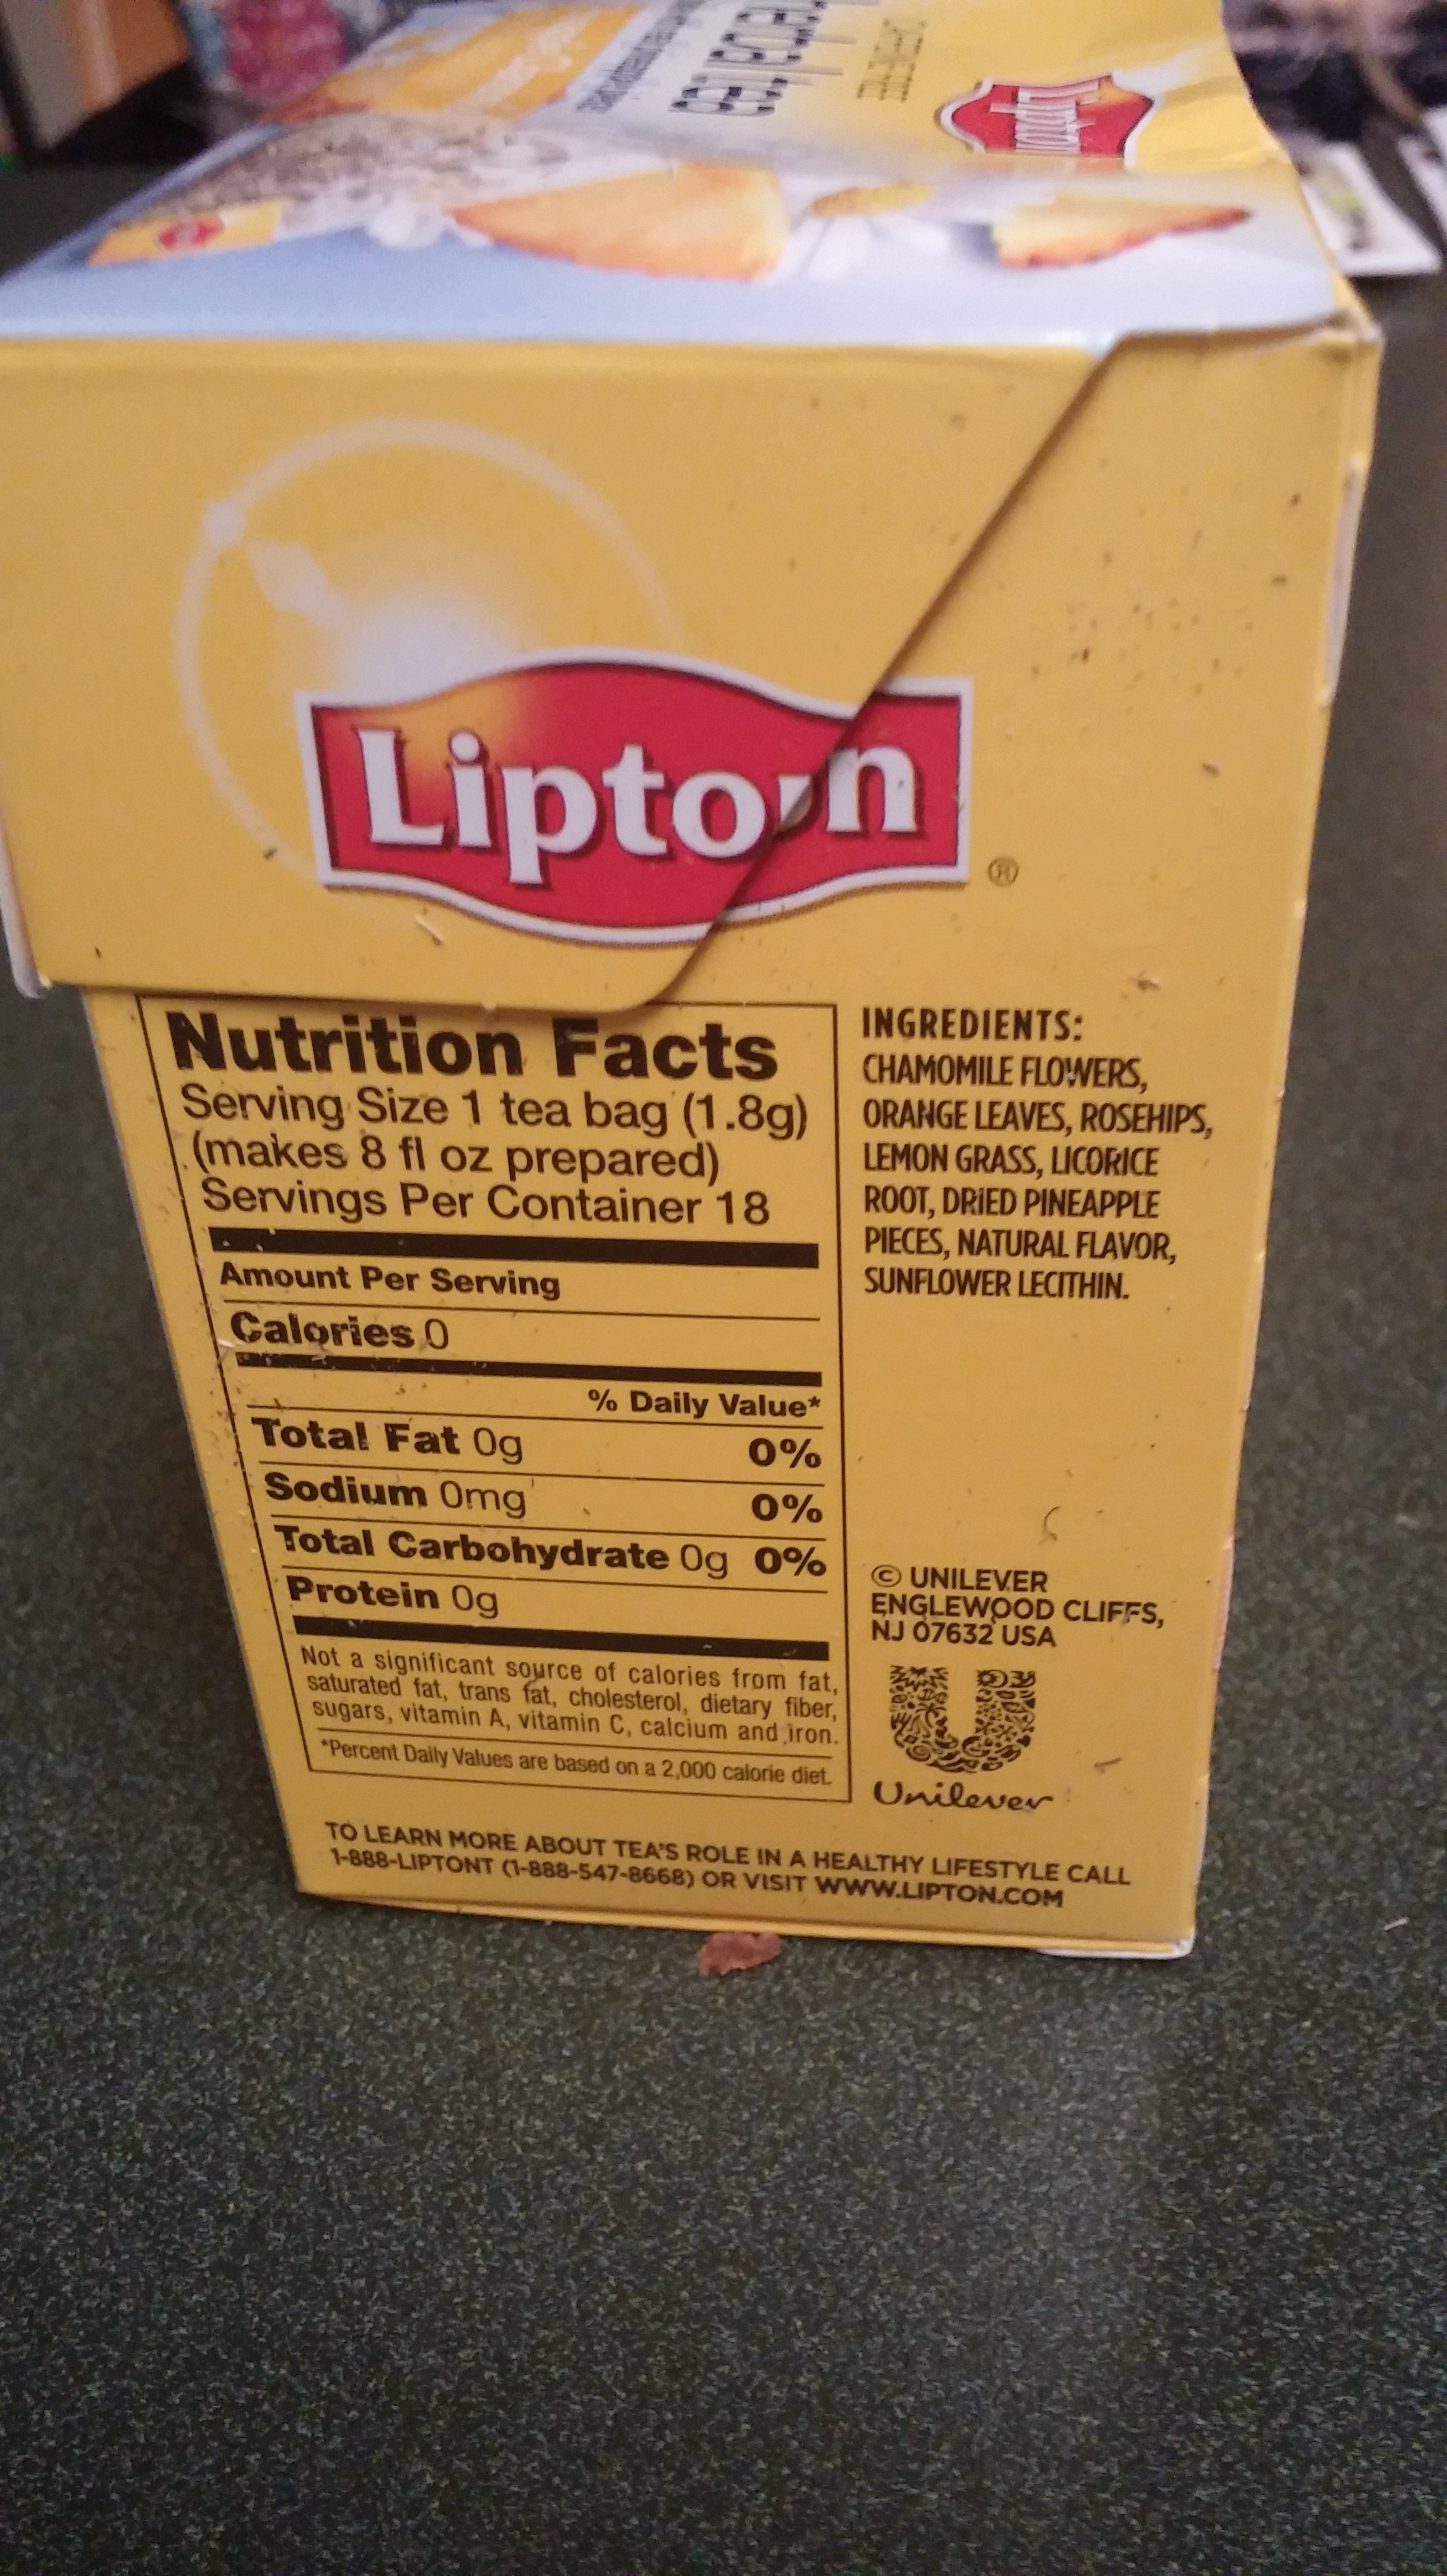 CAFFEINE FREE
Lipton
herbal tea
Lipton
®
Nutrition Facts
Serving Size 1 tea bag (1.8g)
(makes 8 fl oz prepared)
Servings Per Container 18
Amount Per Serving
Calories 0
% Daily Value*
Total Fat 0g 0%
Sodium 0mg 0%
Total Carbohydrate 0g 0%
Protein 0g
Not a significant source of calories from fat,
saturated fat, trans fat, cholesterol, dietary fiber,
sugars, vitamin A, vitamin C, calcium and iron.
*Percent Daily Values are based on a 2,000 calorie diet.
INGREDIENTS:
CHAMOMILE FLOWERS,
ORANGE LEAVES, ROSEHIPS,
LEMON GRASS, LICORICE
ROOT, DRIED PINEAPPLE
PIECES, NATURAL FLAVOR,
SUNFLOWER LECITHIN.
© UNILEVER
ENGLEWOOD CLIFFS,
NJ 07632 USA
Unilever
TO LEARN MORE ABOUT TEA'S ROLE IN A HEALTHY LIFESTYLE CALL
1-888-LIPTONT (1-888-547-8668) OR VISIT WWW.LIPTON.COM